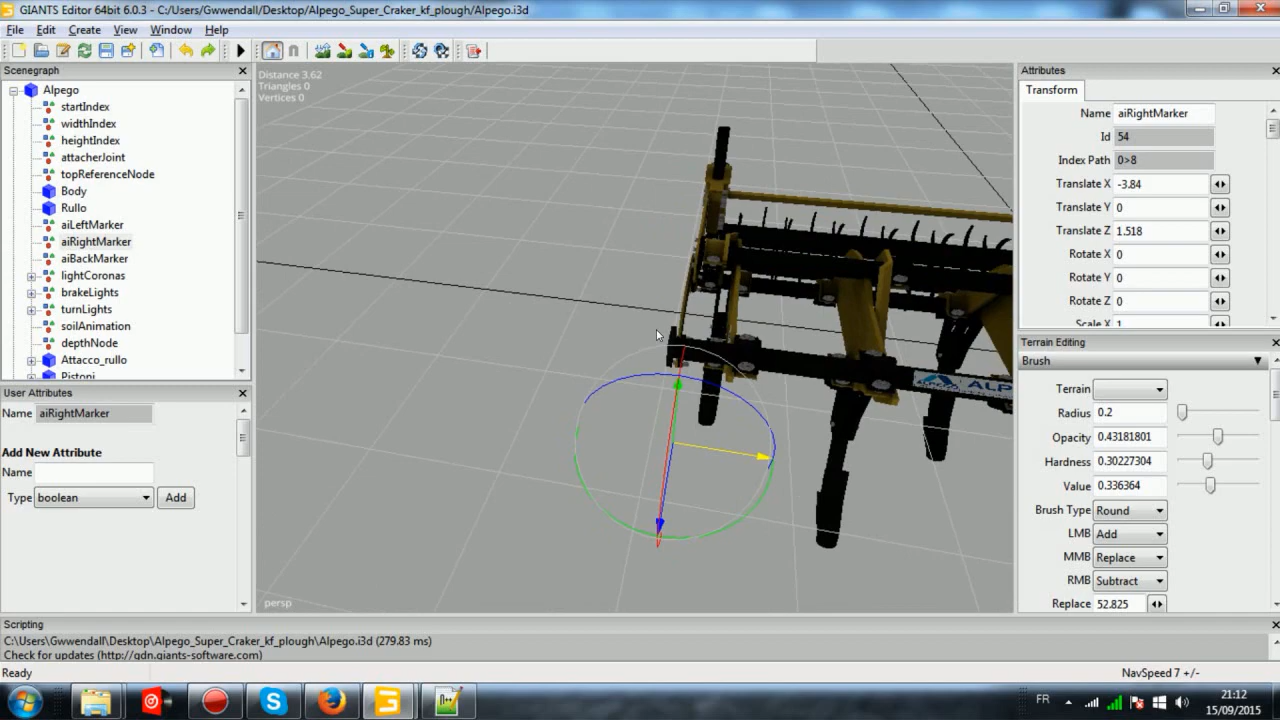 GIANTS Editor 64bit 6.0.3 - C:/Users/Gwwendall/Desktop/Alpego_Super_Craker_kf_plough/Alpego.i3d
File Edit Create View Window Help
Scenegraph
Alpego
startIndex
widthIndex
heightIndex
attacherJoint
topReferenceNode
Body
Rullo
aiLeftMarker
aiRightMarker
aiBackMarker
lightCoronas
brakeLights
turnLights
soilAnimation
depthNode
Attacco_rullo
Pistoni
User Attributes
Name aiRightMarker
Add New Attribute
Name
Type boolean Add
Distance 3.62
Triangles 0
Vertices 0
ALP
persp
Attributes
Transform
Name aiRightMarker
Id 54
Index Path 0>8
Translate X -3.84
Translate Y 0
Translate Z 1.518
Rotate X 0
Rotate Y 0
Rotate Z 0
Scale X 1
Terrain Editing
Brush
Terrain
Radius 0.2
Opacity 0.43181801
Hardness 0.30227304
Value 0.336364
Brush Type Round
LMB Add
MMB Replace
RMB Subtract
Replace 52.825
Scripting
C:\Users\Gwwendall\Desktop\Alpego_Super_Craker_kf_plough\Alpego.i3d (279.83 ms)
Check for updates (http://gdn.giants-software.com)
Ready
NavSpeed 7 +/-
FR
21:12
15/09/2015